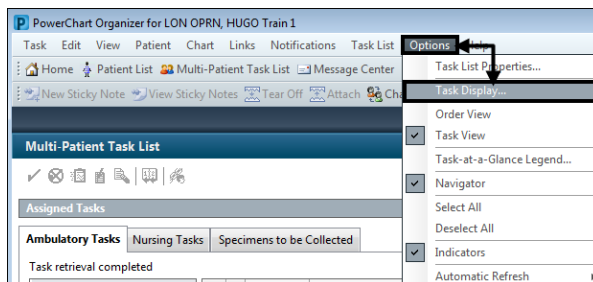 PowerChart Organizer for LON OPRN, HUGO Train 1
Task Edit View Patient Chart Links Notifications Task List Options Help
Home Patient List Multi-Patient Task List Message Center
New Sticky Note View Sticky Notes Tear Off Attach
Task List Properties...
Task Display...
Order View
Task View
Task-at-a-Glance Legend...
Navigator
Select All
Deselect All
Indicators
Automatic Refresh
Multi-Patient Task List
Assigned Tasks
Ambulatory Tasks Nursing Tasks Specimens to be Collected
Task retrieval completed